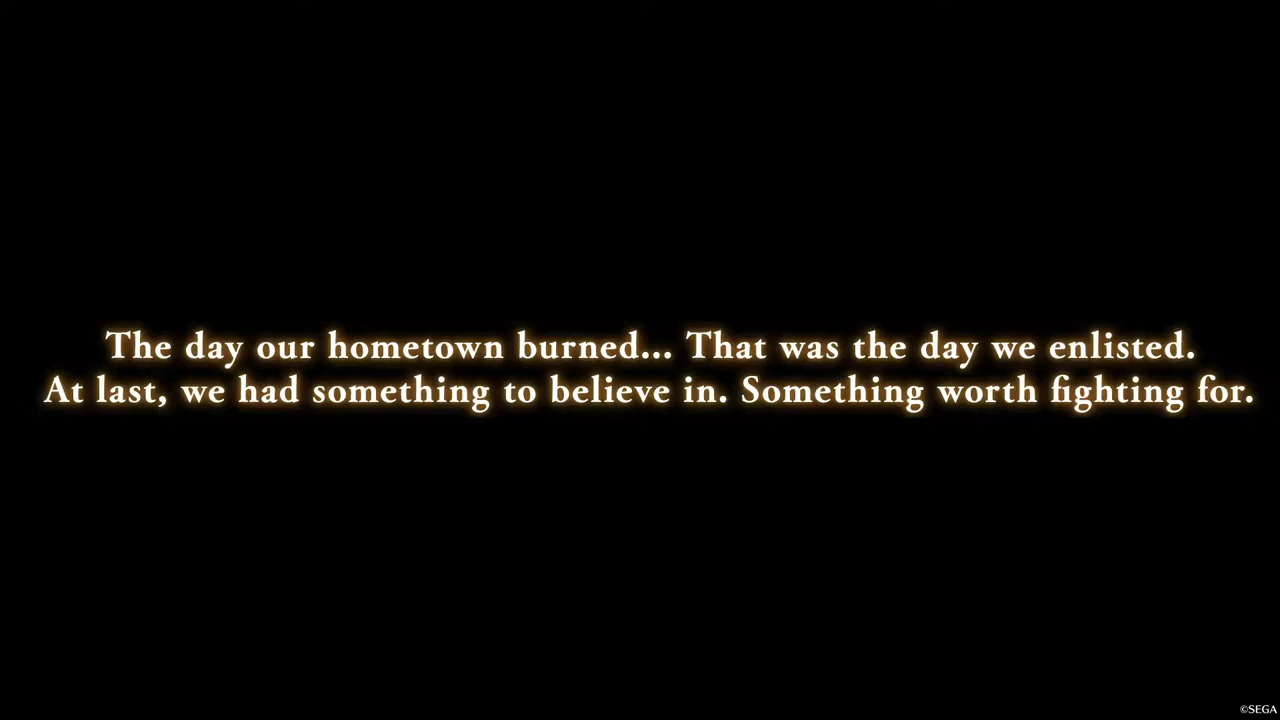 The day our hometown burned... That was the day we enlisted.
At last, we had something to believe in. Something worth fighting for.
©SEGA